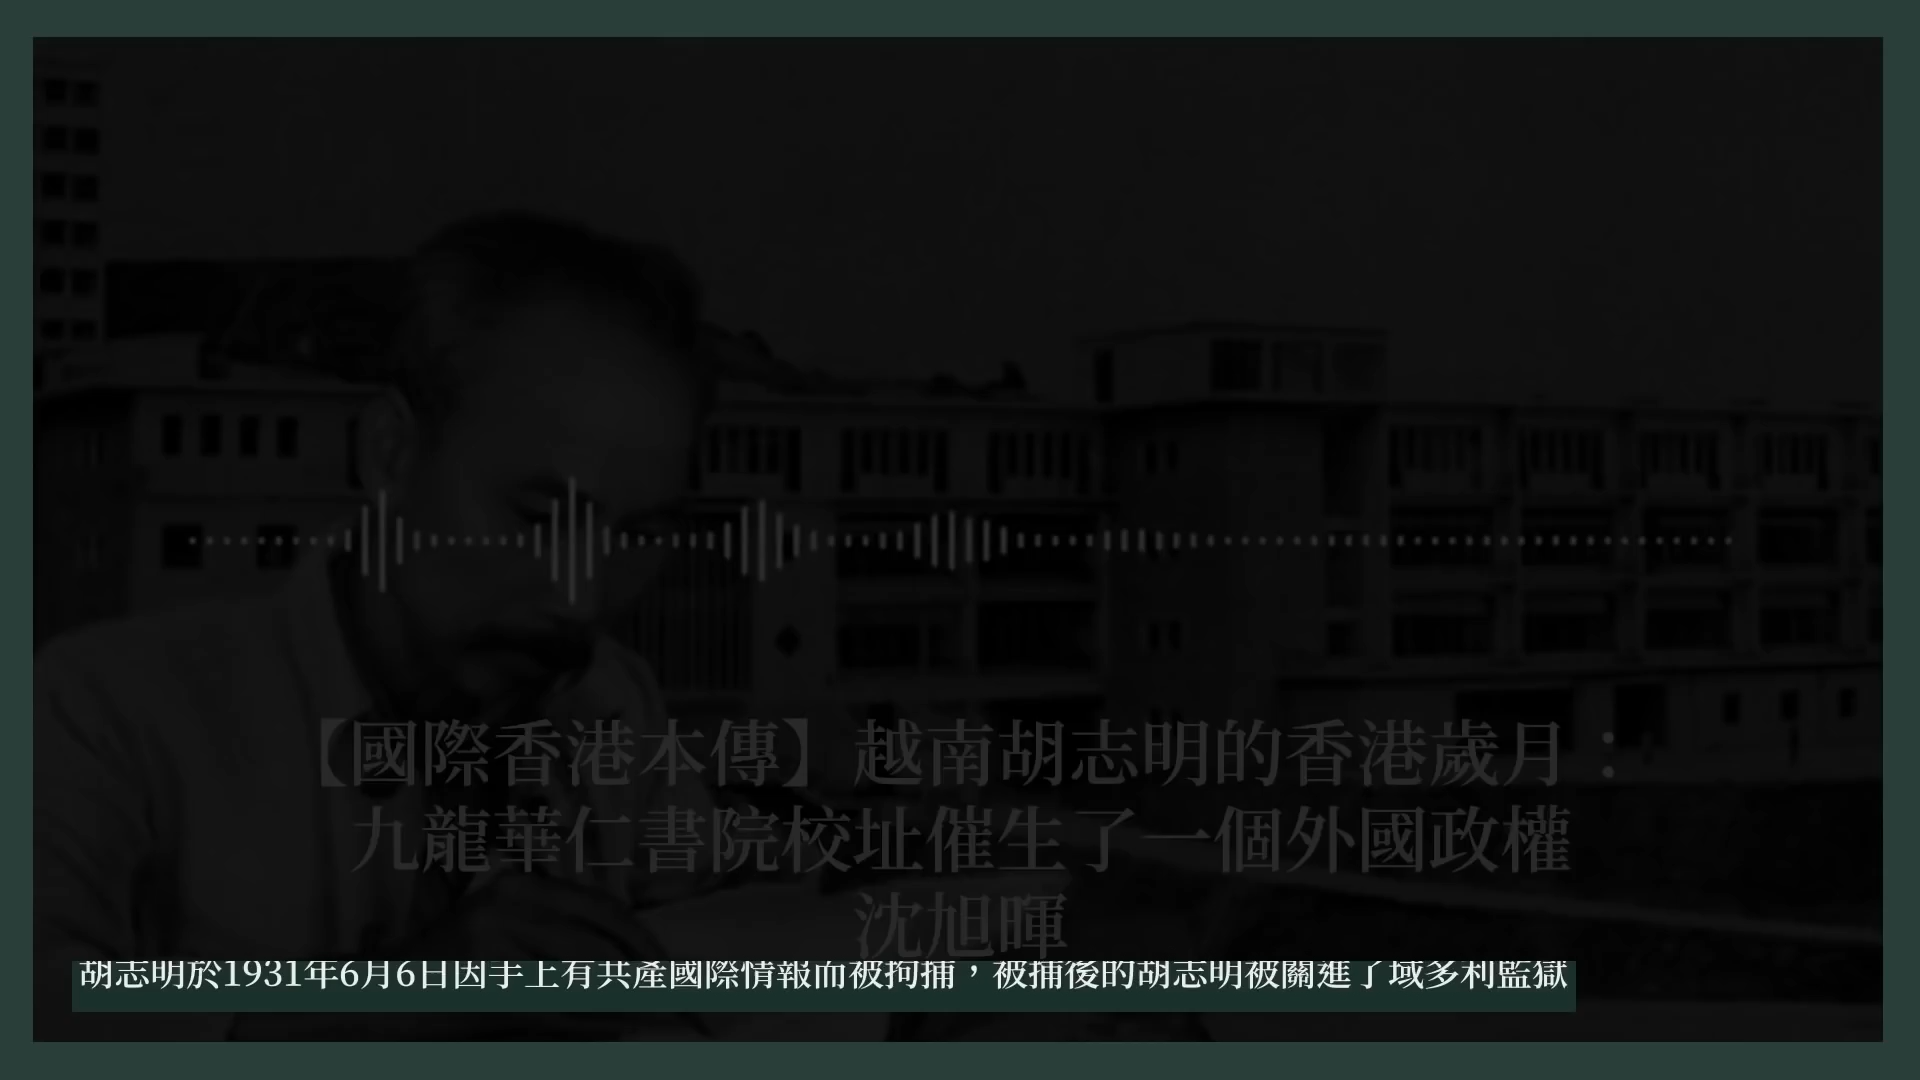 【國際香港本傳】越南胡志明的香港歲月：
九龍華仁書院校址催生了一個外國政權
沈旭暉
胡志明於1931年6月6日因手上有共產國際情報而被拘捕，被捕後的胡志明被關進了域多利監獄